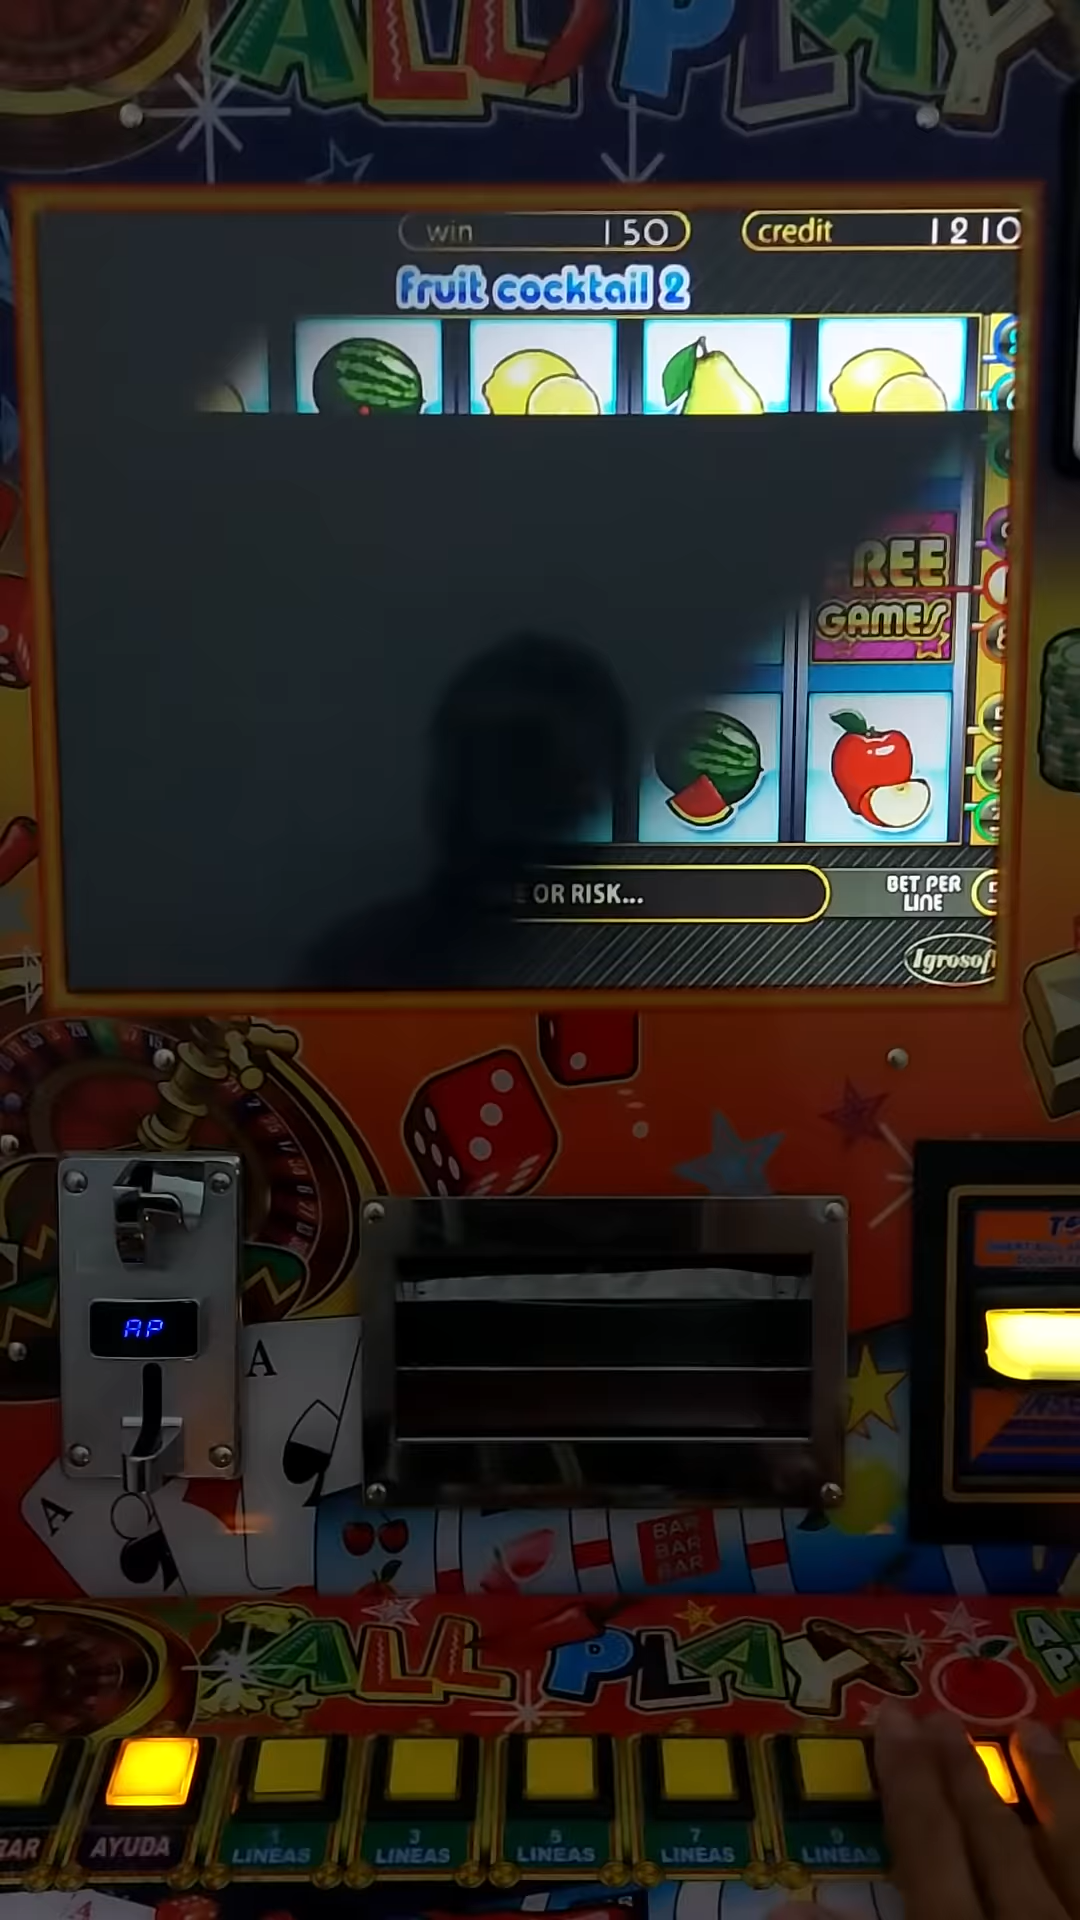 ALL PLAY
win 150 credit 1210
fruit cocktail 2
FREE
GAMES
OR RISK...
BET PER
LINE
Igrosoft
AP
A
A
BAR
BAR
BAR
ALL PLAY
AYUDA
1
LINEAS
3
LINEAS
5
LINEAS
7
LINEAS
9
LINEAS